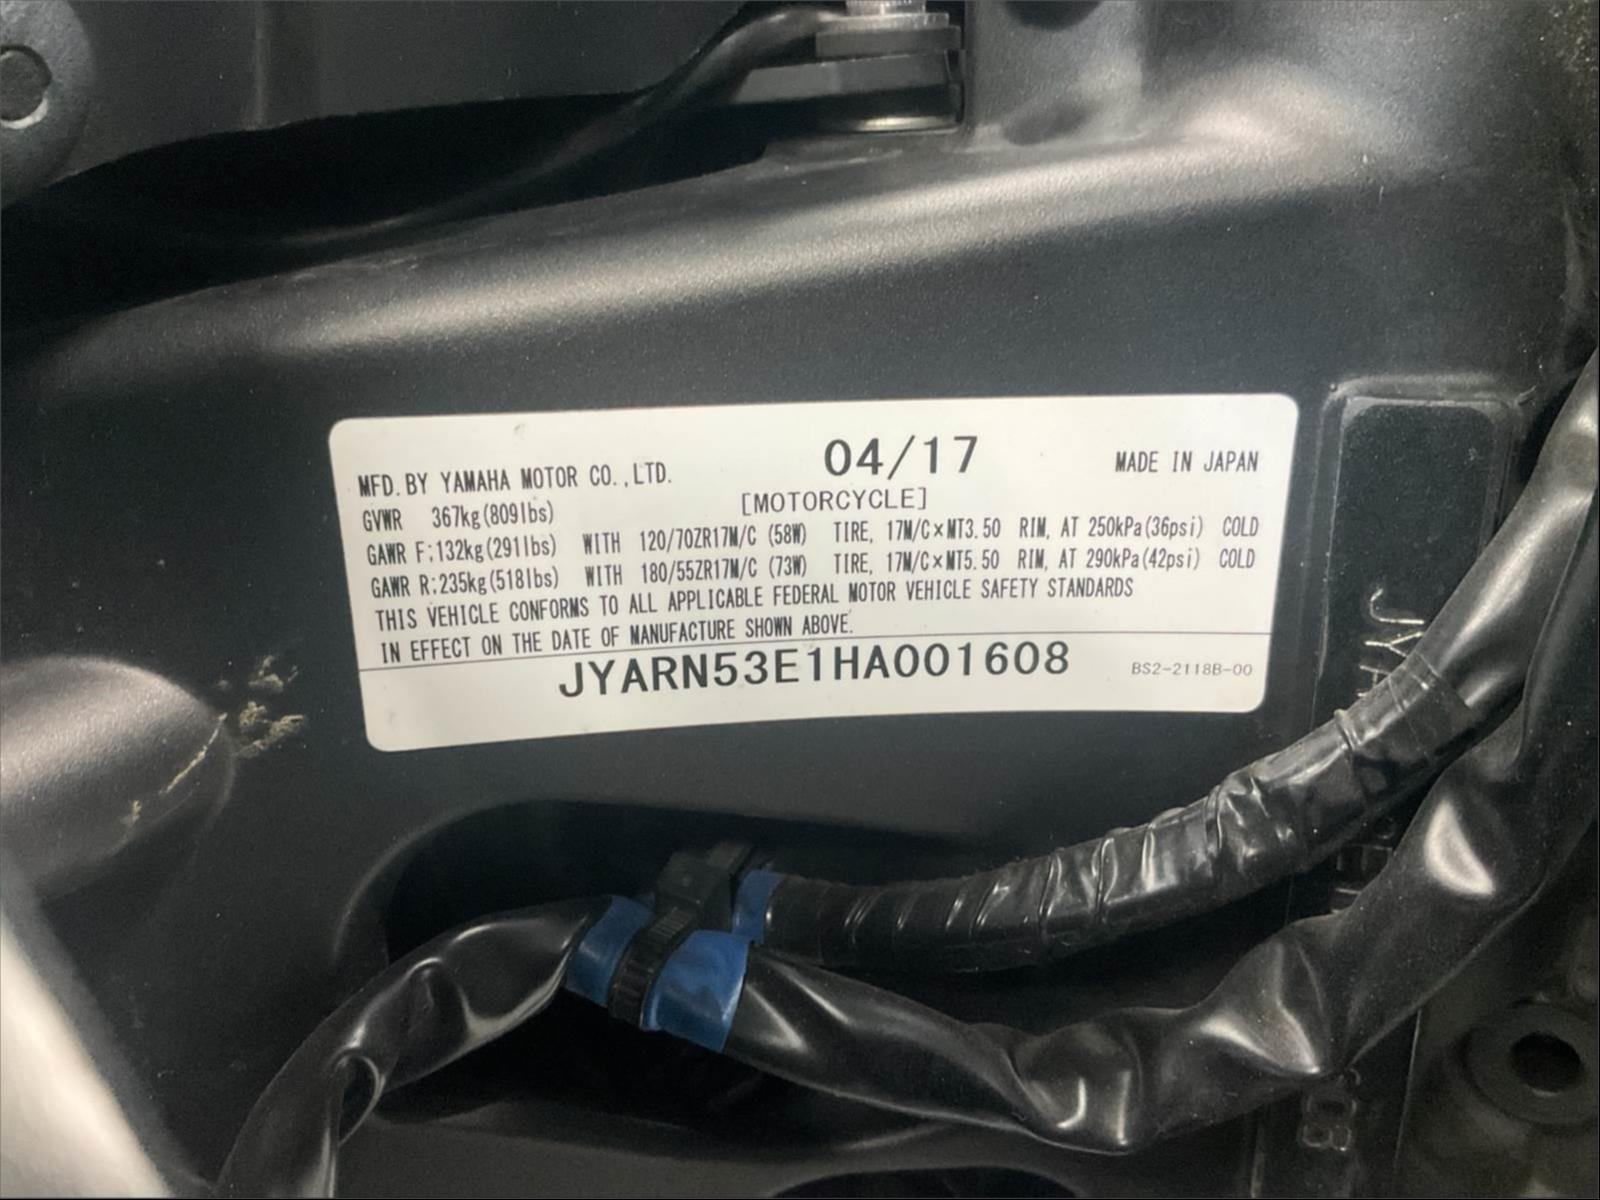 MFD. BY YAMAHA MOTOR CO.,LTD. 04/17 MADE IN JAPAN
GVWR 367kg(809lbs) [MOTORCYCLE]
GAWR F:132kg(291lbs) WITH 120/70ZR17M/C (58W) TIRE, 17M/C×MT3.50 RIM, AT 250kPa(36psi) COLD
GAWR R:235kg(518lbs) WITH 180/55ZR17M/C (73W) TIRE, 17M/C×MT5.50 RIM, AT 290kPa(42psi) COLD
THIS VEHICLE CONFORMS TO ALL APPLICABLE FEDERAL MOTOR VEHICLE SAFETY STANDARDS
IN EFFECT ON THE DATE OF MANUFACTURE SHOWN ABOVE.
JYARN53E1HA001608 BS2-2118B-00